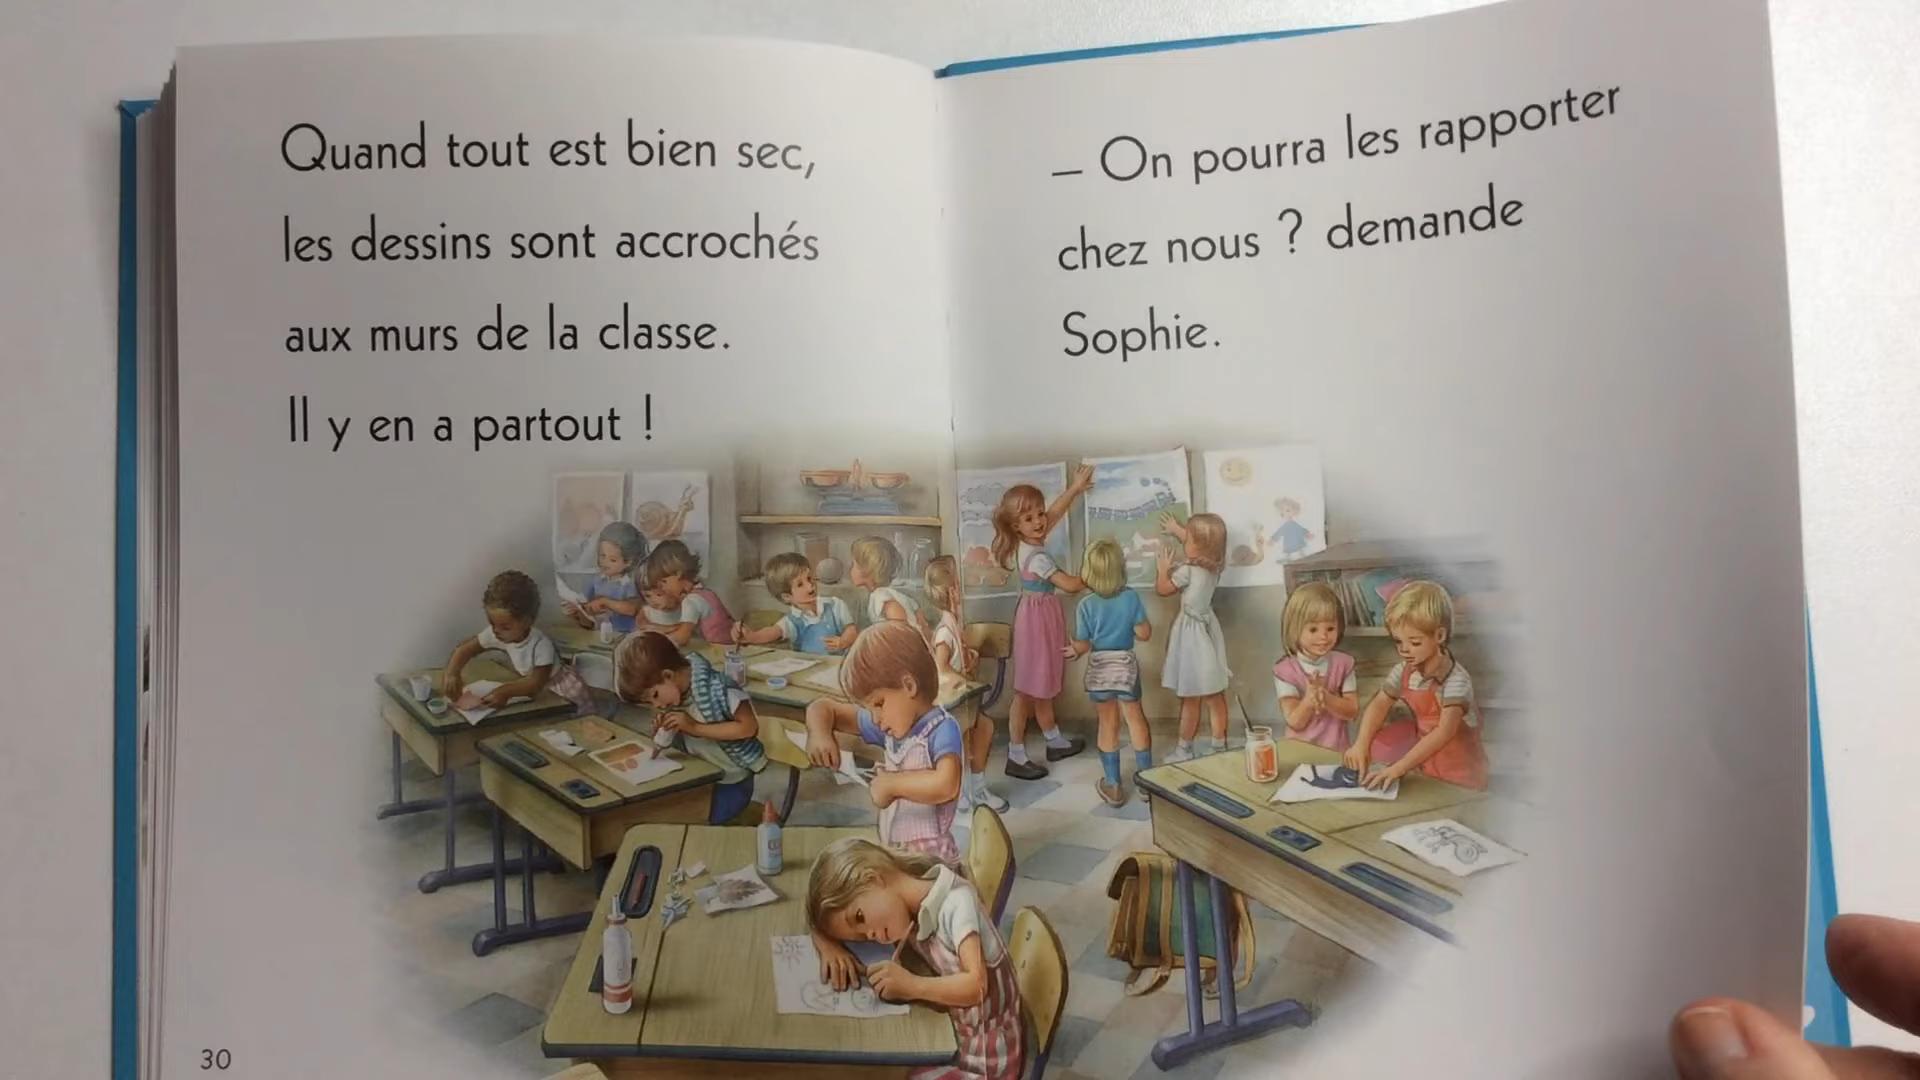 Quand tout est bien sec,
les dessins sont accrochés
aux murs de la classe.
Il y en a partout !
– On pourra les rapporter
chez nous ? demande
Sophie.
30